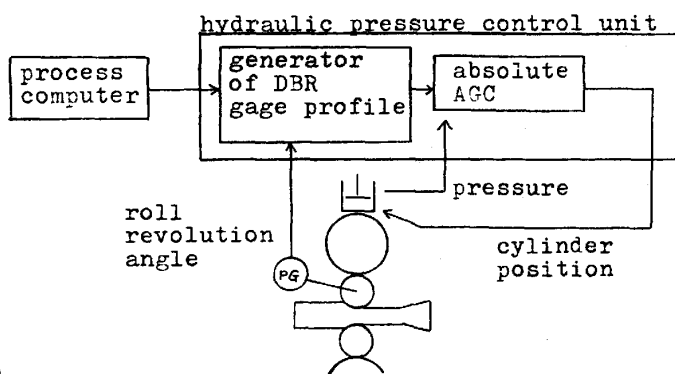 hydraulic pressure control unit
process
computer
generator
of DBR
gage profile
absolute
AGC
pressure
roll
revolution
angle
PG
cylinder
position